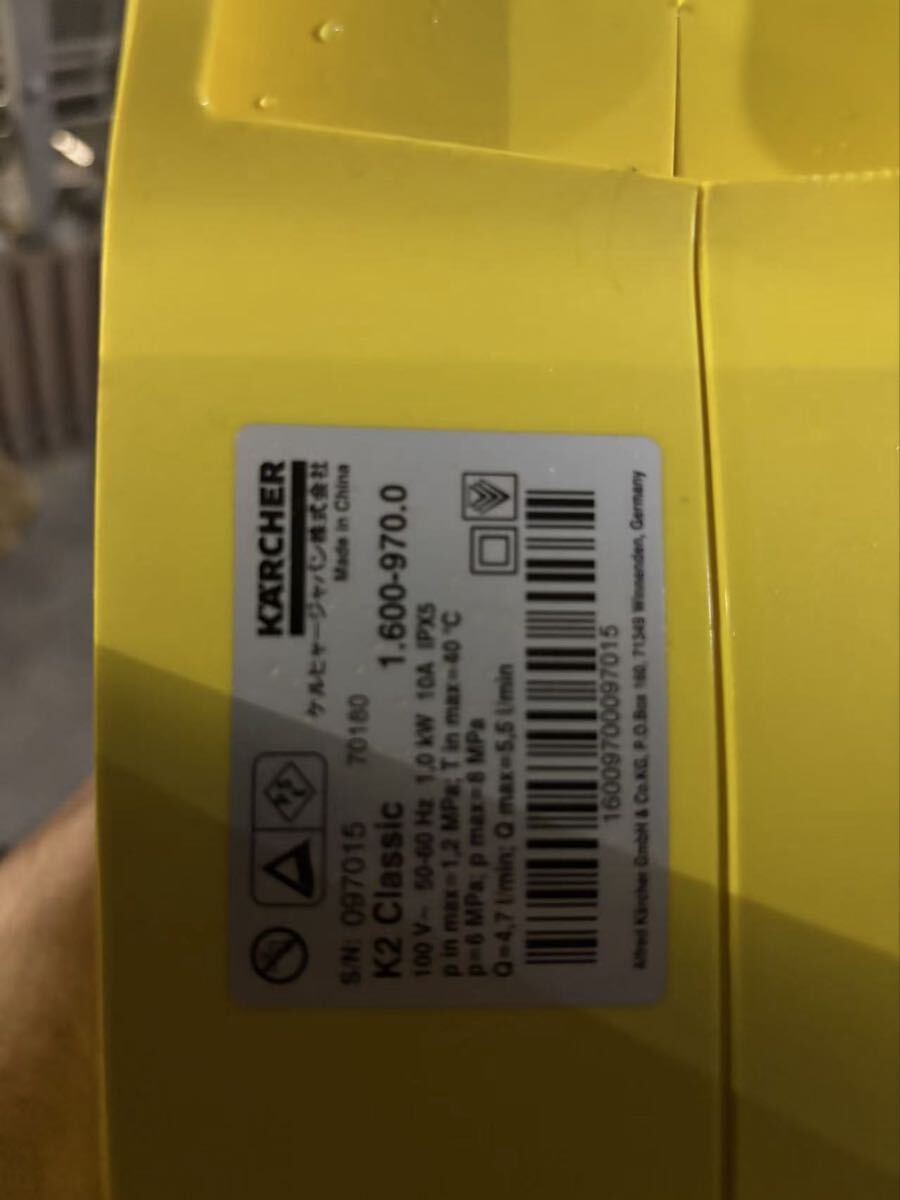 KÄRCHER
ケルヒャージャパン株式会社
Made in China
S/N: 097015 70180
K2 Classic 1.600-970.0
100 V~ 50-60 Hz 1,0 kW 10A IPX5
p in max=1,2 MPa; T in max=40 °C
p=6 MPa; p max=8 MPa
Q=4,7 l/min; Q max=5,5 l/min
160097000097015
Alfred Kärcher GmbH & Co.KG, P.O.Box 160, 71349 Winnenden, Germany